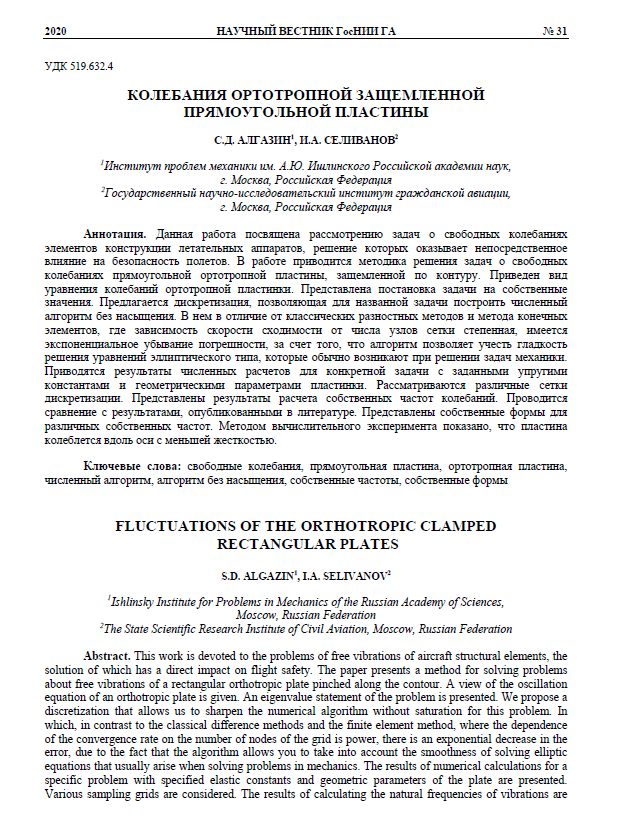 2020 НАУЧНЫЙ ВЕСТНИК ГосНИИ ГА № 31
УДК 519.632.4
КОЛЕБАНИЯ ОРТОТРОПНОЙ ЗАЩЕМЛЕННОЙ
ПРЯМОУГОЛЬНОЙ ПЛАСТИНЫ
С.Д. АЛГАЗИН¹, И.А. СЕЛИВАНОВ²
¹Институт проблем механики им. А.Ю. Ишлинского Российской академии наук,
г. Москва, Российская Федерация
²Государственный научно-исследовательский институт гражданской авиации,
г. Москва, Российская Федерация
Аннотация. Данная работа посвящена рассмотрению задач о свободных колебаниях
элементов конструкции летательных аппаратов, решение которых оказывает непосредственное
влияние на безопасность полетов. В работе приводится методика решения задач о свободных
колебаниях прямоугольной ортотропной пластины, защемленной по контуру. Приведен вид
уравнения колебаний ортотропной пластинки. Представлена постановка задачи на собственные
значения. Предлагается дискретизация, позволяющая для названной задачи построить численный
алгоритм без насыщения. В нем в отличие от классических разностных методов и метода конечных
элементов, где зависимость скорости сходимости от числа узлов сетки степенная, имеется
экспоненциальное убывание погрешности, за счет того, что алгоритм позволяет учесть гладкость
решения уравнений эллиптического типа, которые обычно возникают при решении задач механики.
Приводятся результаты численных расчетов для конкретной задачи с заданными упругими
константами и геометрическими параметрами пластинки. Рассматриваются различные сетки
дискретизации. Представлены результаты расчета собственных частот колебаний. Проводится
сравнение с результатами, опубликованными в литературе. Представлены собственные формы для
различных собственных частот. Методом вычислительного эксперимента показано, что пластина
колеблется вдоль оси с меньшей жесткостью.
Ключевые слова: свободные колебания, прямоугольная пластина, ортотропная пластина,
численный алгоритм, алгоритм без насыщения, собственные частоты, собственные формы
FLUCTUATIONS OF THE ORTHOTROPIC CLAMPED
RECTANGULAR PLATES
S.D. ALGAZIN¹, I.A. SELIVANOV²
¹Ishlinsky Institute for Problems in Mechanics of the Russian Academy of Sciences,
Moscow, Russian Federation
²The State Scientific Research Institute of Civil Aviation, Moscow, Russian Federation
Abstract. This work is devoted to the problems of free vibrations of aircraft structural elements, the
solution of which has a direct impact on flight safety. The paper presents a method for solving problems
about free vibrations of a rectangular orthotropic plate pinched along the contour. A view of the oscillation
equation of an orthotropic plate is given. An eigenvalue statement of the problem is presented. We propose a
discretization that allows us to sharpen the numerical algorithm without saturation for this problem. In
which, in contrast to the classical difference methods and the finite element method, where the dependence
of the convergence rate on the number of nodes of the grid is power, there is an exponential decrease in the
error, due to the fact that the algorithm allows you to take into account the smoothness of solving elliptic
equations that usually arise when solving problems in mechanics. The results of numerical calculations for a
specific problem with specified elastic constants and geometric parameters of the plate are presented.
Various sampling grids are considered. The results of calculating the natural frequencies of vibrations are